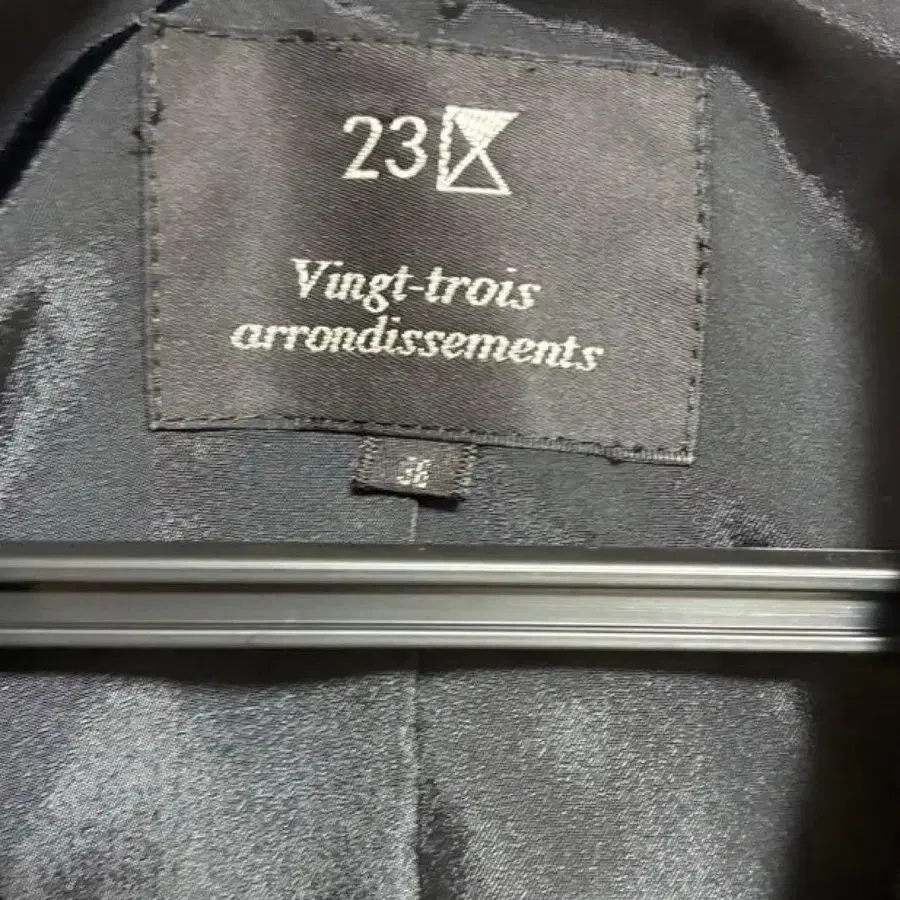 23
Vingt-trois
arrondissements
36